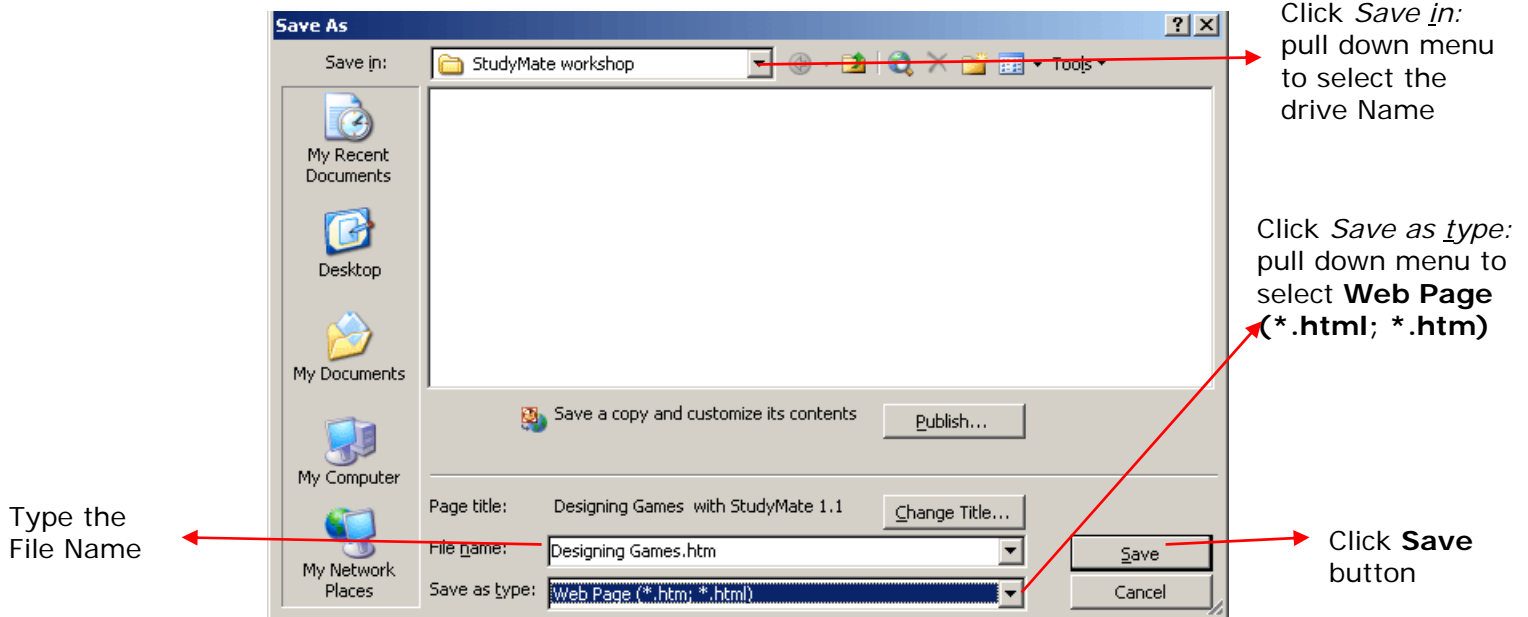 Save As
Save in:
StudyMate workshop
Tools
Click Save in:
pull down menu
to select the
drive Name
My Recent
Documents
Desktop
My Documents
My Computer
My Network
Places
Click Save as type:
pull down menu to
select Web Page
(*.html; *.htm)
Save a copy and customize its contents
Publish...
Page title:
Designing Games with StudyMate 1.1
Change Title...
Type the
File Name
File name:
Designing Games.htm
Save
Save as type:
Web Page (*.htm; *.html)
Cancel
Click Save
button